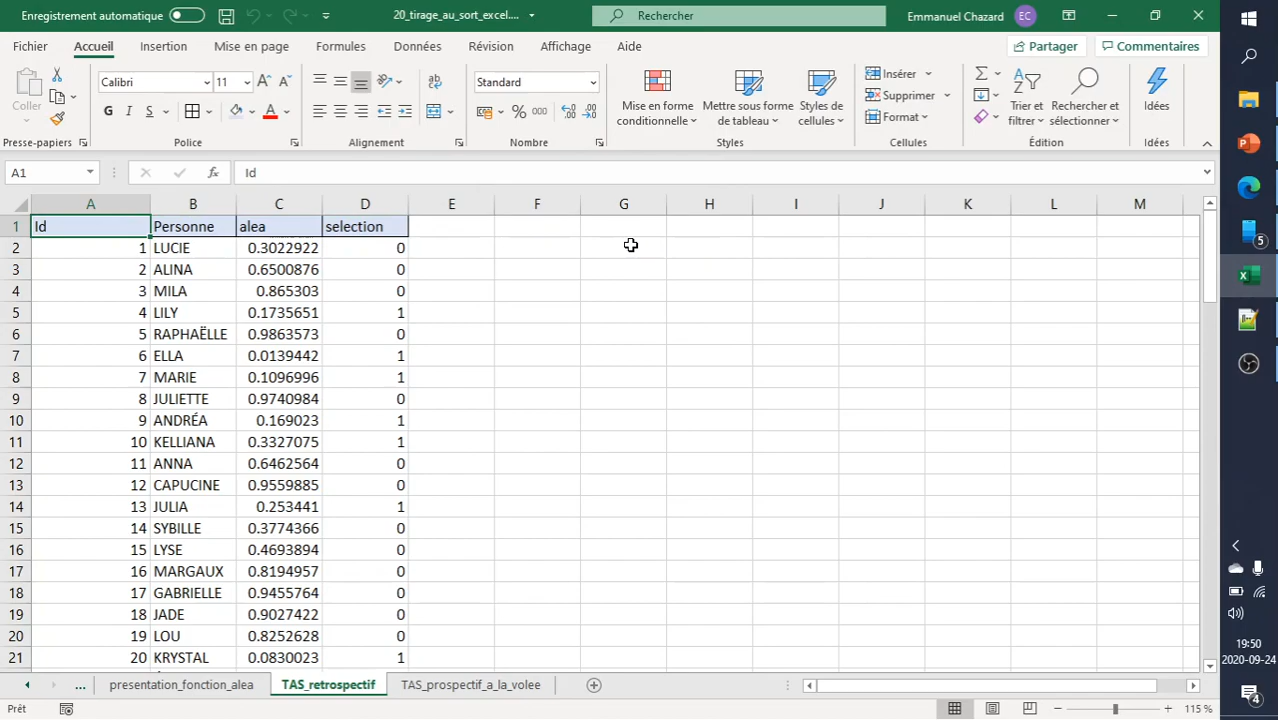 Enregistrement automatique
20_tirage_au_sort_excel....
Rechercher
Emmanuel Chazard
EC
Fichier Accueil Insertion Mise en page Formules Données Révision Affichage Aide
Partager
Commentaires
Coller
Calibri 11
G I S
Standard
% 000
Mise en forme conditionnelle
Mettre sous forme de tableau
Styles de cellules
Insérer
Supprimer
Format
Trier et filtrer
Rechercher et sélectionner
Idées
Presse-papiers Police Alignement Nombre Styles Cellules Édition Idées
A1 fx Id
A B C D E F G H I J K L M
1 Id Personne alea selection
2 1 LUCIE 0.3022922 0
3 2 ALINA 0.6500876 0
4 3 MILA 0.865303 0
5 4 LILY 0.1735651 1
6 5 RAPHAËLLE 0.9863573 0
7 6 ELLA 0.0139442 1
8 7 MARIE 0.1096996 1
9 8 JULIETTE 0.9740984 0
10 9 ANDRÉA 0.169023 1
11 10 KELLIANA 0.3327075 1
12 11 ANNA 0.6462564 0
13 12 CAPUCINE 0.9559885 0
14 13 JULIA 0.253441 1
15 14 SYBILLE 0.3774366 0
16 15 LYSE 0.4693894 0
17 16 MARGAUX 0.8194957 0
18 17 GABRIELLE 0.9455764 0
19 18 JADE 0.9027422 0
20 19 LOU 0.8252628 0
21 20 KRYSTAL 0.0830023 1
... presentation_fonction_alea TAS_retrospectif TAS_prospectif_a_la_volee
Prêt
115 %
5
19:50
2020-09-24
4